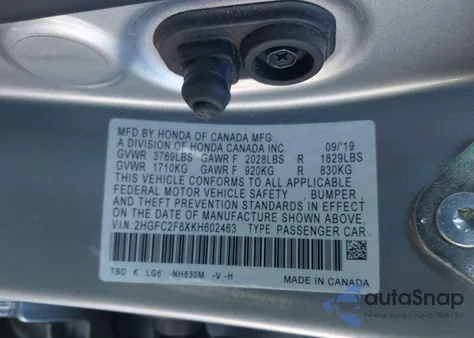 MFD.BY HONDA OF CANADA MFG.
A DIVISION OF HONDA CANADA INC. 09/'19
GVWR 3769LBS GAWR F 2028LBS R 1829LBS
GVWR 1710KG GAWR F 920KG R 830KG
THIS VEHICLE CONFORMS TO ALL APPLICABLE
FEDERAL MOTOR VEHICLE SAFETY, BUMPER,
AND THEFT PREVENTION STANDARDS IN EFFECT
ON THE DATE OF MANUFACTURE SHOWN ABOVE.
V.I.N.:2HGFC2F8XKH602463 TYPE: PASSENGER CAR
TBD K LG6 -NH830M -V -H
MADE IN CANADA
autoSnap